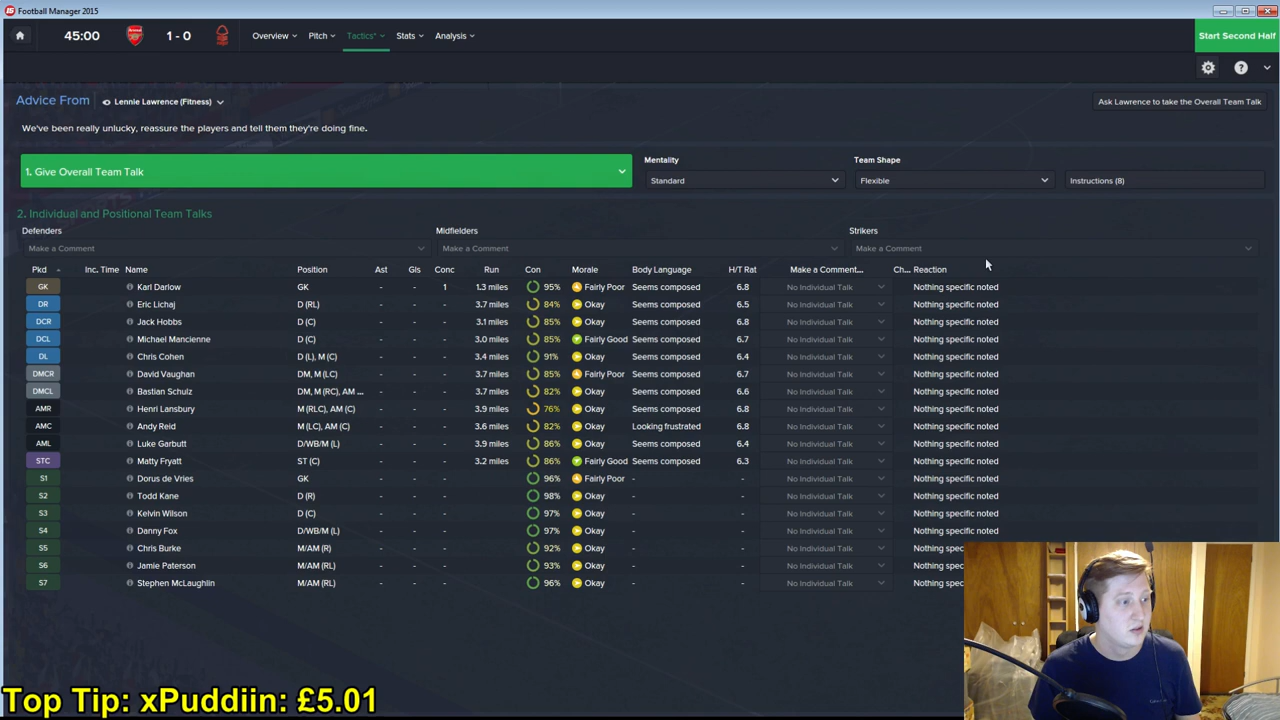 Football Manager 2015
45:00 1 - 0 Overview Pitch Tactics* Stats Analysis Start Second Half
Advice From Lennie Lawrence (Fitness) Ask Lawrence to take the Overall Team Talk
We've been really unlucky, reassure the players and tell them they're doing fine.
Mentality Team Shape
1. Give Overall Team Talk Standard Flexible Instructions (8)
2. Individual and Positional Team Talks
Defenders Midfielders Strikers
Make a Comment Make a Comment Make a Comment
Pkd Inc. Time Name Position Ast Gls Conc Run Con Morale Body Language H/T Rat Make a Comment... Ch... Reaction
GK Karl Darlow GK - - 1 1.3 miles 95% Fairly Poor Seems composed 6.8 No Individual Talk Nothing specific noted
DR Eric Lichaj D (RL) - - - 3.7 miles 84% Okay Seems composed 6.5 No Individual Talk Nothing specific noted
DCR Jack Hobbs D (C) - - - 3.1 miles 85% Okay Seems composed 6.8 No Individual Talk Nothing specific noted
DCL Michael Mancienne D (C) - - - 3.0 miles 85% Fairly Good Seems composed 6.7 No Individual Talk Nothing specific noted
DL Chris Cohen D (L), M (C) - - - 3.4 miles 91% Okay Seems composed 6.4 No Individual Talk Nothing specific noted
DMCR David Vaughan DM, M (LC) - - - 3.7 miles 85% Fairly Poor Seems composed 6.7 No Individual Talk Nothing specific noted
DMCL Bastian Schulz DM, M (RC), AM ... - - - 3.7 miles 82% Okay Seems composed 6.6 No Individual Talk Nothing specific noted
AMR Henri Lansbury M (RLC), AM (C) - - - 3.9 miles 76% Okay Seems composed 6.8 No Individual Talk Nothing specific noted
AMC Andy Reid M (LC), AM (C) - - - 3.6 miles 82% Okay Looking frustrated 6.8 No Individual Talk Nothing specific noted
AML Luke Garbutt D/WB/M (L) - - - 3.9 miles 86% Okay Seems composed 6.4 No Individual Talk Nothing specific noted
STC Matty Fryatt ST (C) - - - 3.2 miles 86% Fairly Good Seems composed 6.3 No Individual Talk Nothing specific noted
S1 Dorus de Vries GK - - - 96% Fairly Poor - - No Individual Talk Nothing specific noted
S2 Todd Kane D (R) - - - 98% Okay - - No Individual Talk Nothing specific noted
S3 Kelvin Wilson D (C) - - - 97% Okay - - No Individual Talk Nothing specific noted
S4 Danny Fox D/WB/M (L) - - - 97% Okay - - No Individual Talk Nothing specific noted
S5 Chris Burke M/AM (R) - - - 92% Okay - - No Individual Talk Nothing spec
S6 Jamie Paterson M/AM (RL) - - - 93% Okay - - No Individual Talk Nothing spec
S7 Stephen McLaughlin M/AM (RL) - - - 96% Okay - - No Individual Talk Nothing spec
Top Tip: xPuddiin: £5.01